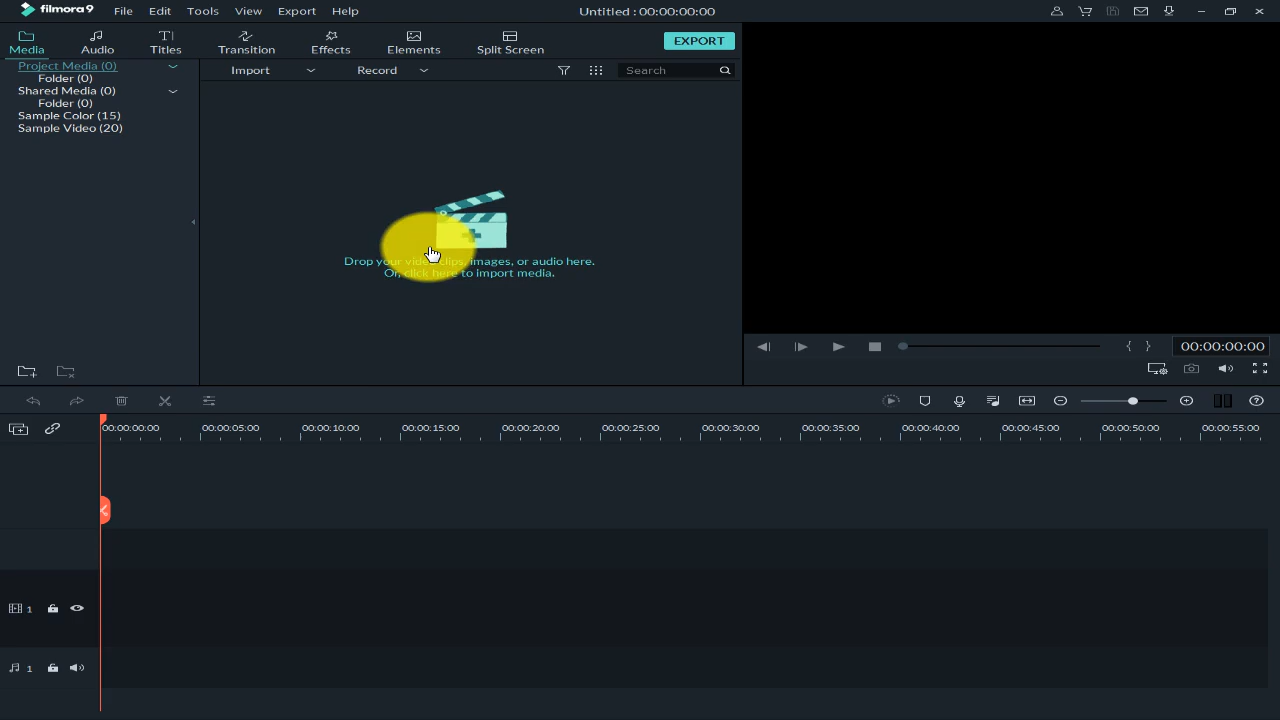 filmora9 File Edit Tools View Export Help Untitled : 00:00:00:00
Media Audio Titles Transition Effects Elements Split Screen EXPORT
Project Media (0)
Folder (0)
Shared Media (0)
Folder (0)
Sample Color (15)
Sample Video (20)
Import Record Search
Drop your video clips, images, or audio here.
Or, click here to import media.
00:00:00:00
00:00:00:00 00:00:05:00 00:00:10:00 00:00:15:00 00:00:20:00 00:00:25:00 00:00:30:00 00:00:35:00 00:00:40:00 00:00:45:00 00:00:50:00 00:00:55:00
1
1